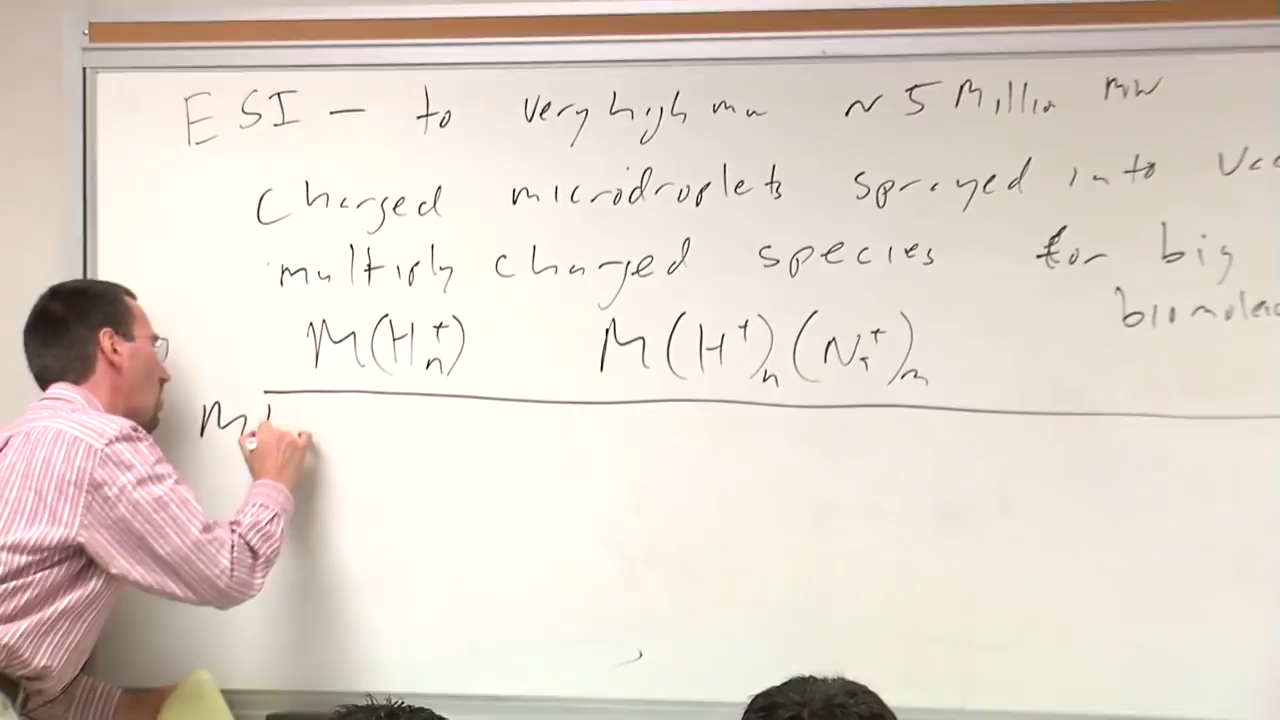 ESI – to very high mw ~ 5 Million mw
Charged microdroplets sprayed into Vac
multiply charged species for big
biomolec
M(H⁺ₙ) M(H⁺)ₙ(Na⁺)ₘ
M